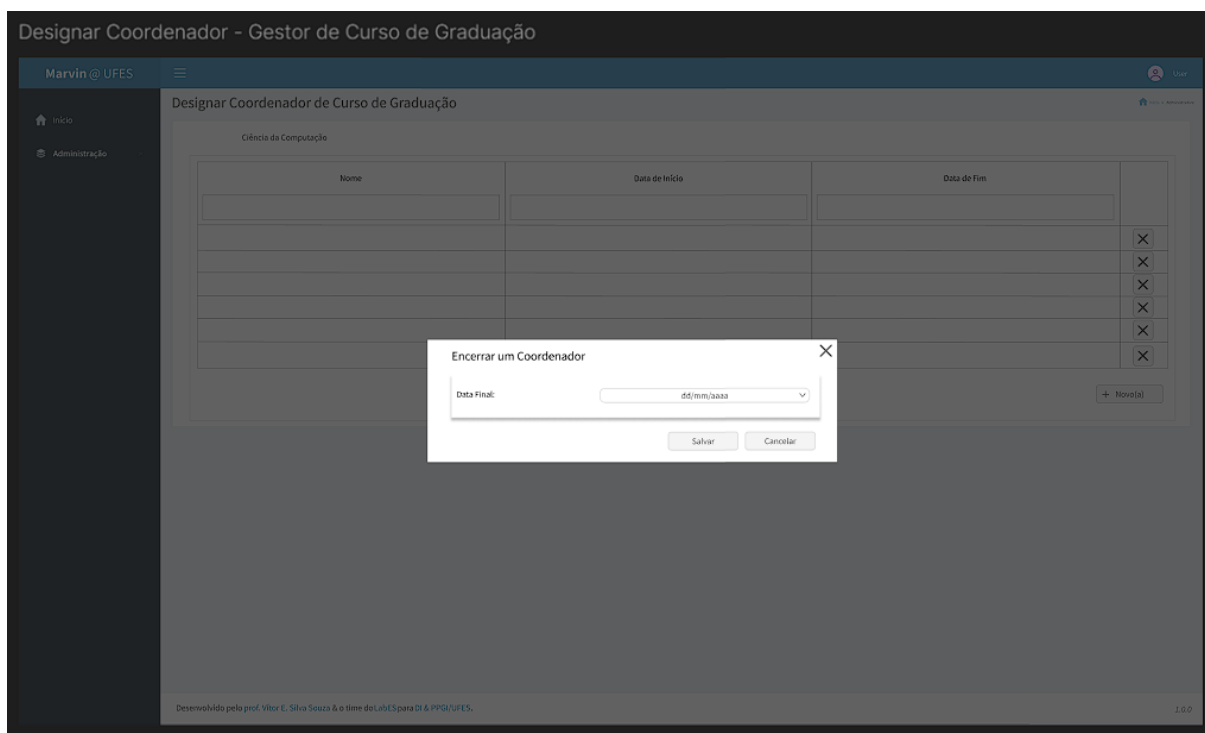 Designar Coordenador - Gestor de Curso de Graduação
Marvin @ UFES
User
Designar Coordenador de Curso de Graduação
Início
Ciência da Computação
Administração
Nome Data de Início Data de Fim
Encerrar um Coordenador
Data Final: dd/mm/aaaa
+ Novo(a)
Salvar Cancelar
Desenvolvido pelo prof. Vítor E. Silva Souza & o time do LabES para DI & PPGI/UFES.
1.0.0